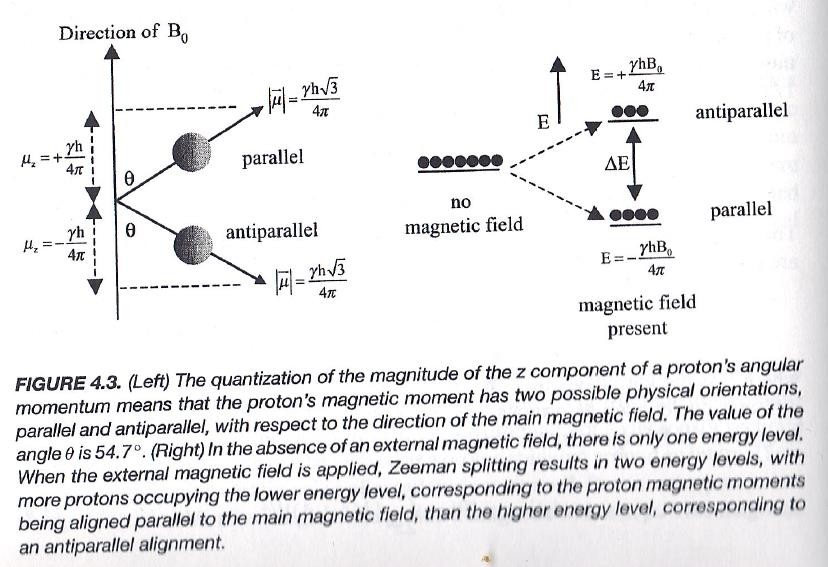 Direction of B₀
|μ̄| = γh√3/4π
μ_z = +γh/4π
θ
parallel
θ
antiparallel
μ_z = -γh/4π
|μ̄| = γh√3/4π
E
E = +γhB₀/4π
antiparallel
ΔE
no
magnetic field
parallel
E = -γhB₀/4π
magnetic field
present
FIGURE 4.3. (Left) The quantization of the magnitude of the z component of a proton's angular
momentum means that the proton's magnetic moment has two possible physical orientations,
parallel and antiparallel, with respect to the direction of the main magnetic field. The value of the
angle θ is 54.7°. (Right) In the absence of an external magnetic field, there is only one energy level.
When the external magnetic field is applied, Zeeman splitting results in two energy levels, with
more protons occupying the lower energy level, corresponding to the proton magnetic moments
being aligned parallel to the main magnetic field, than the higher energy level, corresponding to
an antiparallel alignment.